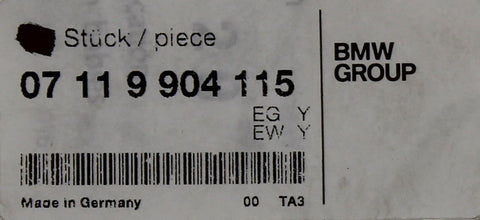 Stück / piece
07 11 9 904 115
EG Y
EW Y
Made in Germany 00 TA3
BMW
GROUP